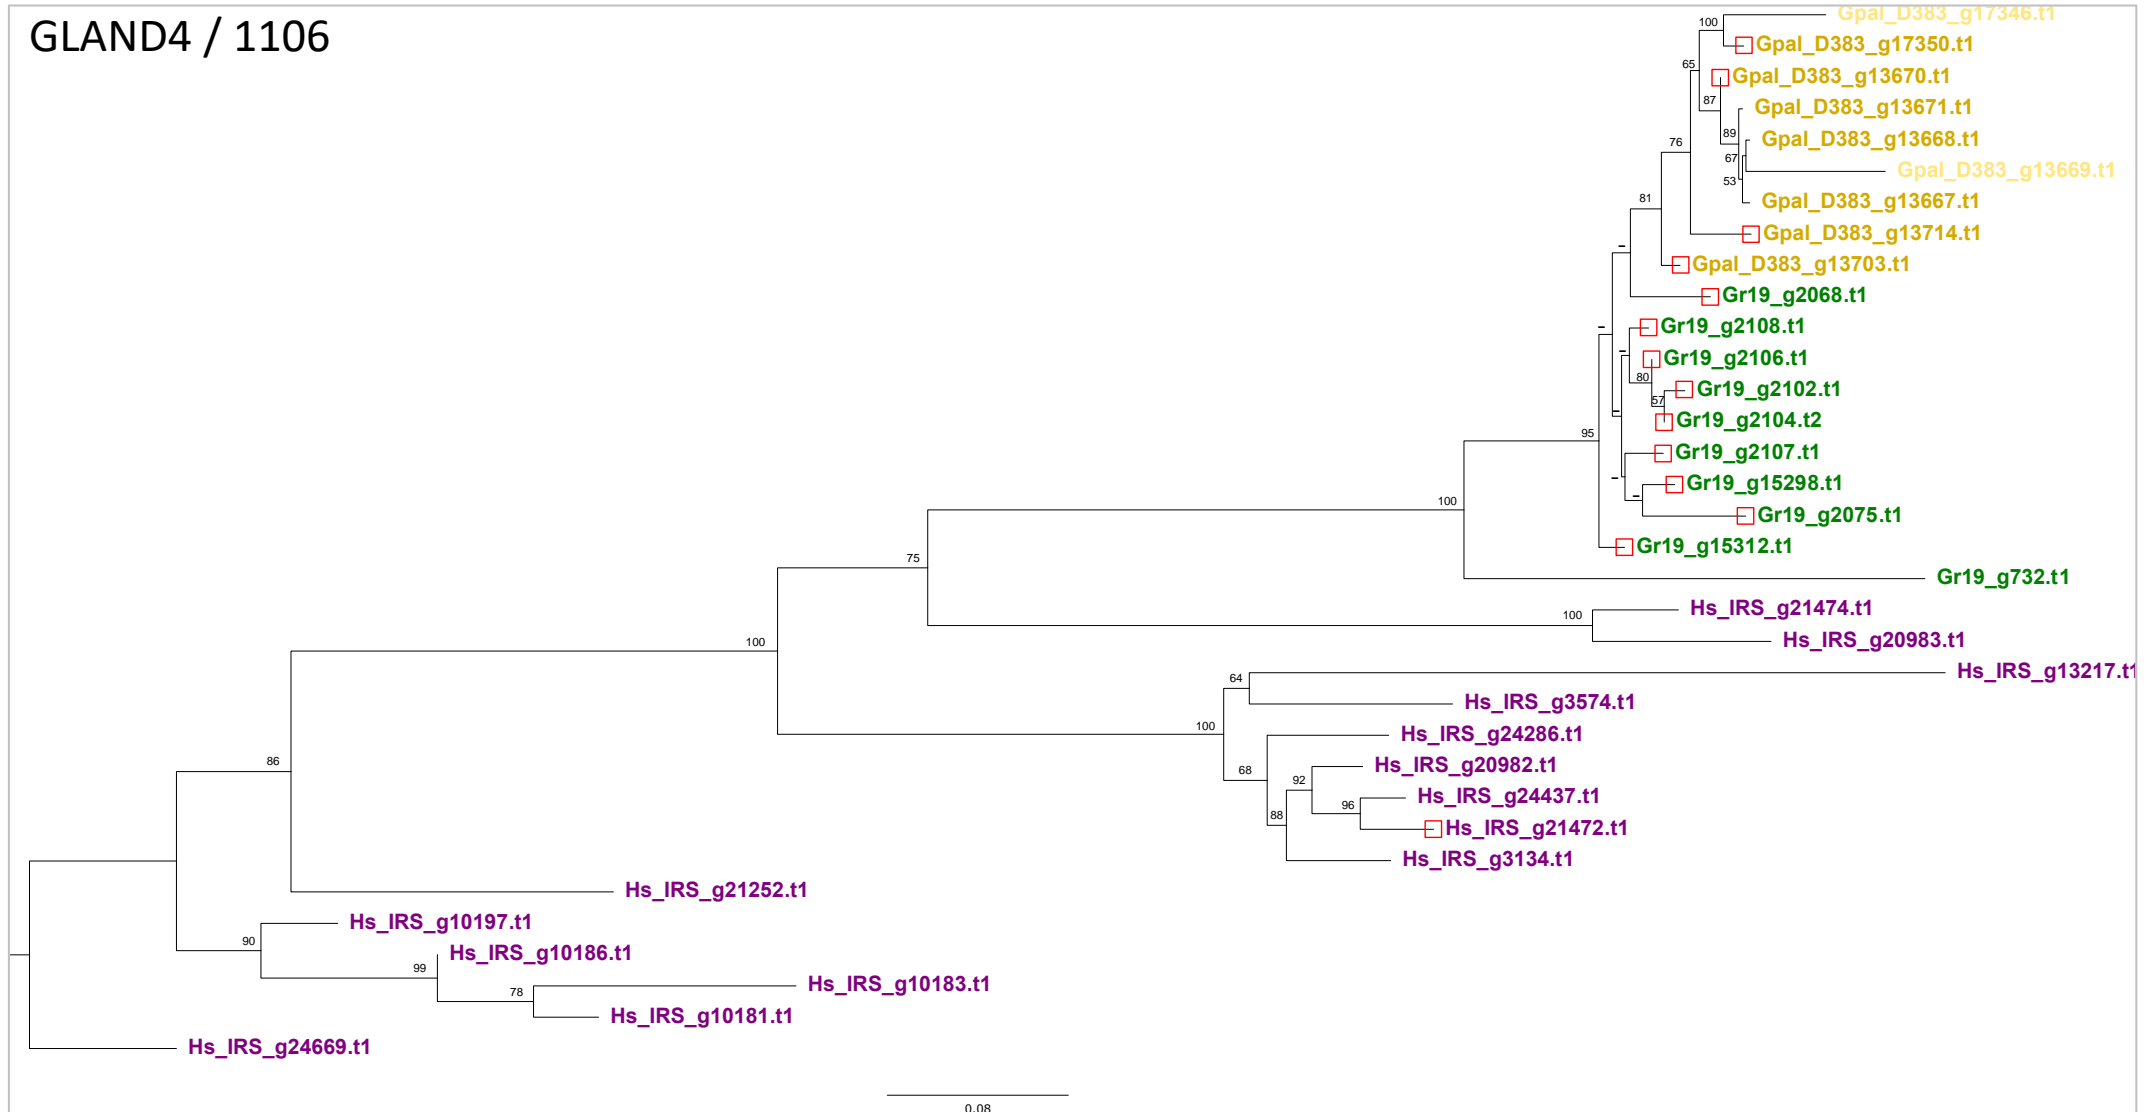 GLAND4 / 1106
100
Gpal_D383_g17346.t1
Gpal_D383_g17350.t1
65
Gpal_D383_g13670.t1
87
Gpal_D383_g13671.t1
89
Gpal_D383_g13668.t1
76
67
Gpal_D383_g13669.t1
53
Gpal_D383_g13667.t1
81
Gpal_D383_g13714.t1
-
Gpal_D383_g13703.t1
Gr19_g2068.t1
-
Gr19_g2108.t1
-
Gr19_g2106.t1
80
Gr19_g2102.t1
57
-
Gr19_g2104.t2
95
Gr19_g2107.t1
-
Gr19_g15298.t1
-
Gr19_g2075.t1
100
Gr19_g15312.t1
75
Gr19_g732.t1
100
Hs_IRS_g21474.t1
Hs_IRS_g20983.t1
100
Hs_IRS_g13217.t1
64
Hs_IRS_g3574.t1
100
Hs_IRS_g24286.t1
68
Hs_IRS_g20982.t1
86
92
Hs_IRS_g24437.t1
96
88
Hs_IRS_g21472.t1
Hs_IRS_g3134.t1
Hs_IRS_g21252.t1
Hs_IRS_g10197.t1
90
Hs_IRS_g10186.t1
99
Hs_IRS_g10183.t1
78
Hs_IRS_g10181.t1
Hs_IRS_g24669.t1
0.08